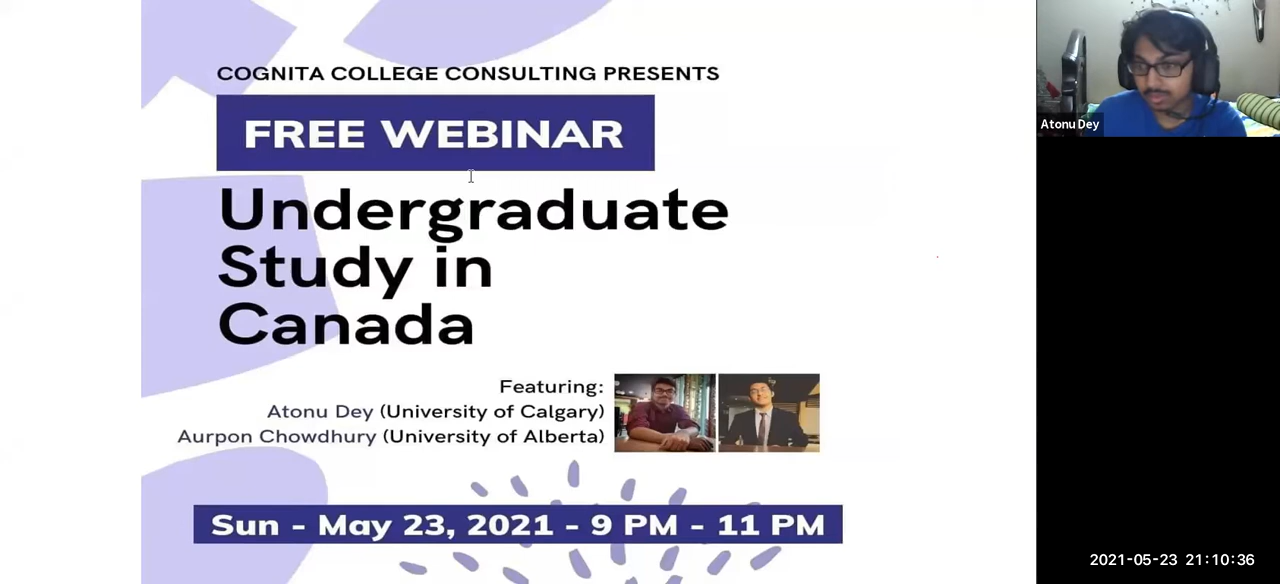 COGNITA COLLEGE CONSULTING PRESENTS
FREE WEBINAR
Undergraduate
Study in
Canada
Featuring:
Atonu Dey (University of Calgary)
Aurpon Chowdhury (University of Alberta)
Sun - May 23, 2021 - 9 PM - 11 PM
Atonu Dey
2021-05-23 21:10:36